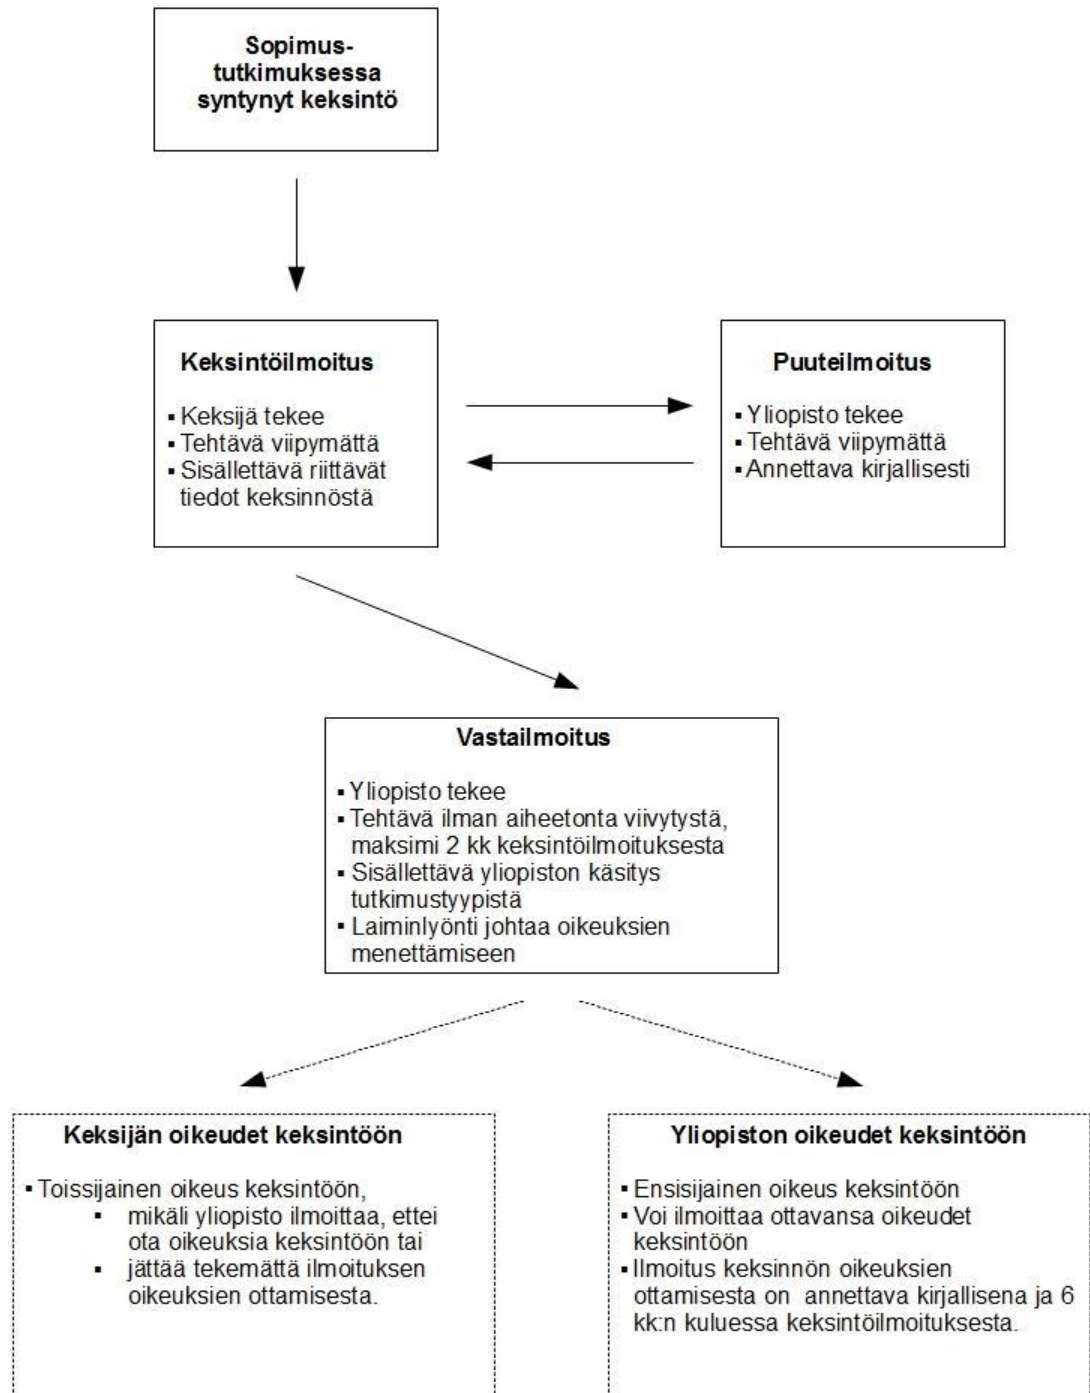 Sopimus-
tutkimuksessa
syntynyt keksintö
Keksintöilmoitus
▪ Keksijä tekee
▪ Tehtävä viipymättä
▪ Sisällettävä riittävät
tiedot keksinnöstä
Puuteilmoitus
▪ Yliopisto tekee
▪ Tehtävä viipymättä
▪ Annettava kirjallisesti
Vastailmoitus
▪ Yliopisto tekee
▪ Tehtävä ilman aiheetonta viivytystä,
maksimi 2 kk keksintöilmoituksesta
▪ Sisällettävä yliopiston käsitys
tutkimustyypistä
▪ Laiminlyönti johtaa oikeuksien
menettämiseen
Keksijän oikeudet keksintöön
▪ Toissijainen oikeus keksintöön,
▪ mikäli yliopisto ilmoittaa, ettei
ota oikeuksia keksintöön tai
▪ jättää tekemättä ilmoituksen
oikeuksien ottamisesta.
Yliopiston oikeudet keksintöön
▪ Ensisijainen oikeus keksintöön
▪ Voi ilmoittaa ottavansa oikeudet
keksintöön
▪ Ilmoitus keksinnön oikeuksien
ottamisesta on annettava kirjallisena ja 6
kk:n kuluessa keksintöilmoituksesta.